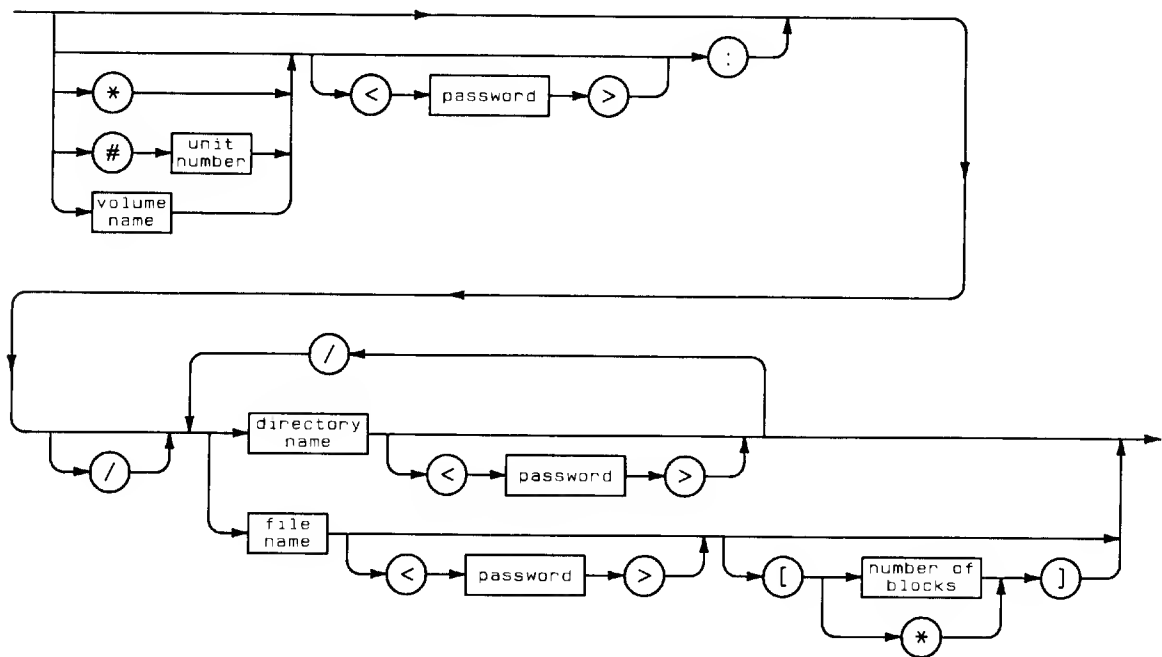 :
< password >
*
# unit
number
volume
name
/
directory
name
/
< password >
file
name
< password >
[ number of
blocks ]
*